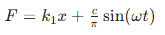 F = k₁x + c/π sin(ωt)